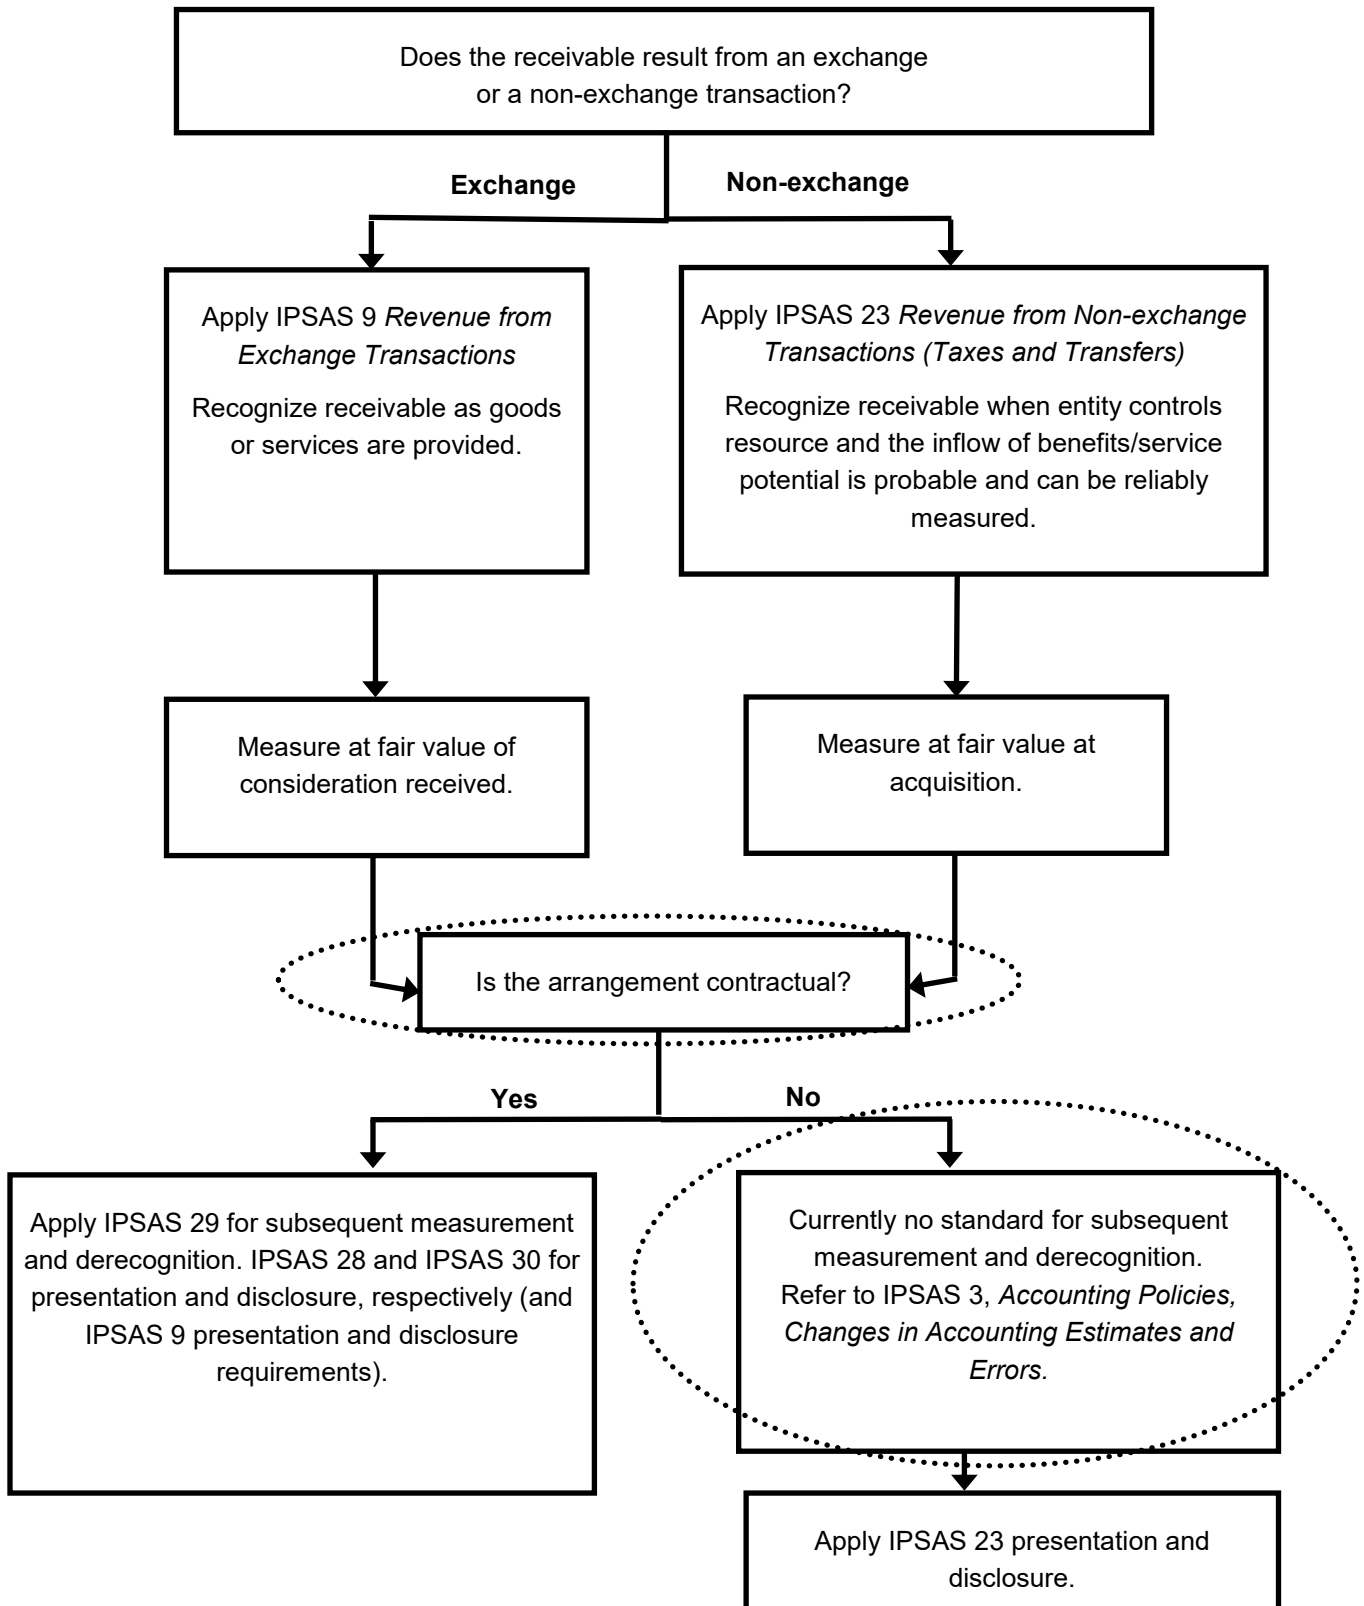 Does the receivable result from an exchange
or a non-exchange transaction?
Exchange
Non-exchange
Apply IPSAS 9 Revenue from
Exchange Transactions
Recognize receivable as goods
or services are provided.
Apply IPSAS 23 Revenue from Non-exchange
Transactions (Taxes and Transfers)
Recognize receivable when entity controls
resource and the inflow of benefits/service
potential is probable and can be reliably
measured.
Measure at fair value of
consideration received.
Measure at fair value at
acquisition.
Is the arrangement contractual?
Yes
No
Apply IPSAS 29 for subsequent measurement
and derecognition. IPSAS 28 and IPSAS 30 for
presentation and disclosure, respectively (and
IPSAS 9 presentation and disclosure
requirements).
Currently no standard for subsequent
measurement and derecognition.
Refer to IPSAS 3, Accounting Policies,
Changes in Accounting Estimates and
Errors.
Apply IPSAS 23 presentation and
disclosure.